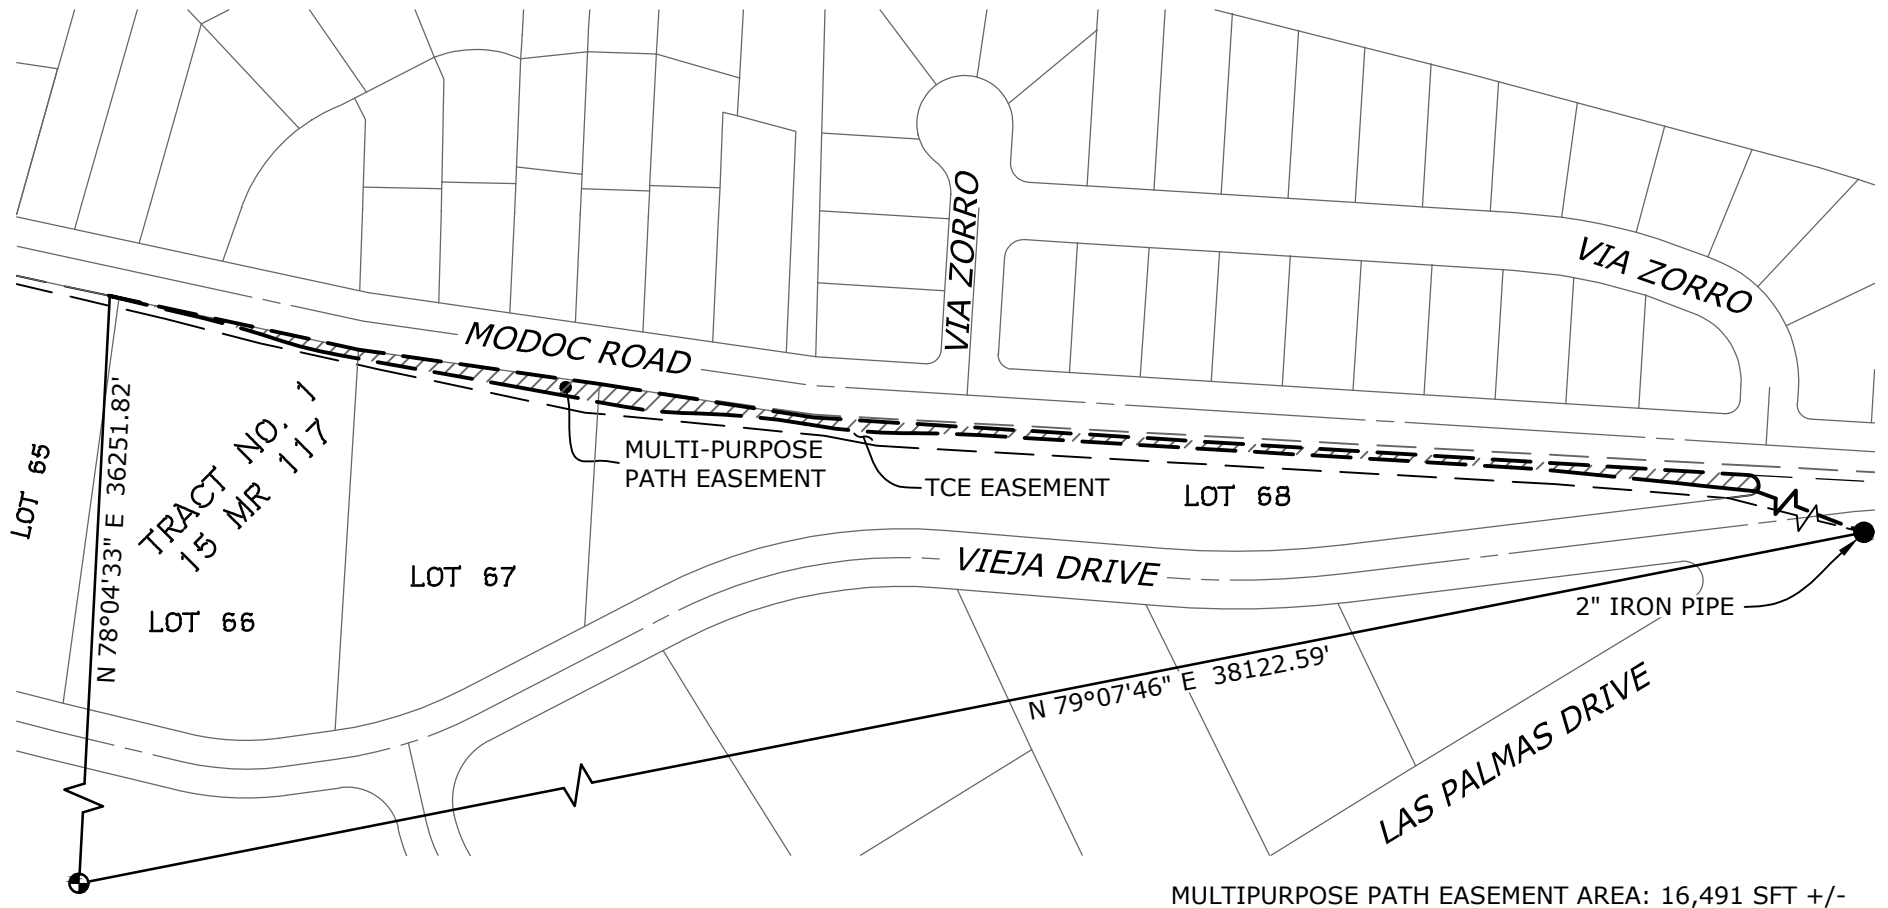 VIA ZORRO
VIA ZORRO
MODOC ROAD
MULTI-PURPOSE
PATH EASEMENT
TCE EASEMENT
LOT 65
N 78°04'33" E 36251.82'
TRACT NO. 1
15 MR 117
LOT 66
LOT 67
LOT 68
VIEJA DRIVE
2" IRON PIPE
N 79°07'46" E 38122.59'
LAS PALMAS DRIVE
MULTIPURPOSE PATH EASEMENT AREA: 16,491 SFT +/-